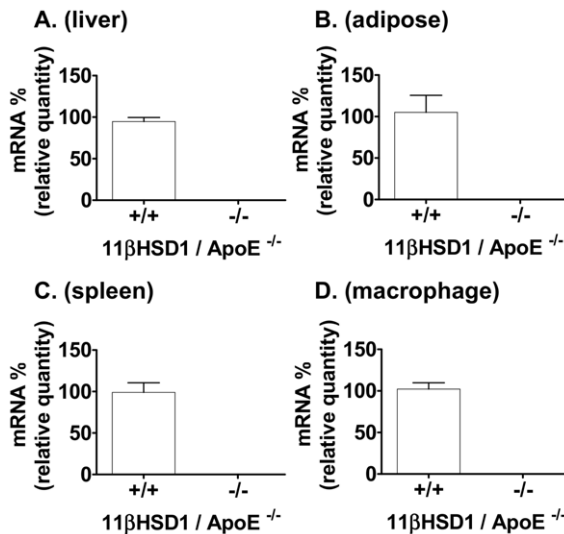 A. (liver)
mRNA %
(relative quantity)
150
100
50
0
+/+ -/-
11βHSD1 / ApoE -/-
B. (adipose)
mRNA %
(relative quantity)
150
100
50
0
+/+ -/-
11βHSD1 / ApoE -/-
C. (spleen)
mRNA %
(relative quantity)
150
100
50
0
+/+ -/-
11βHSD1 / ApoE -/-
D. (macrophage)
mRNA %
(relative quantity)
150
100
50
0
+/+ -/-
11βHSD1 / ApoE -/-